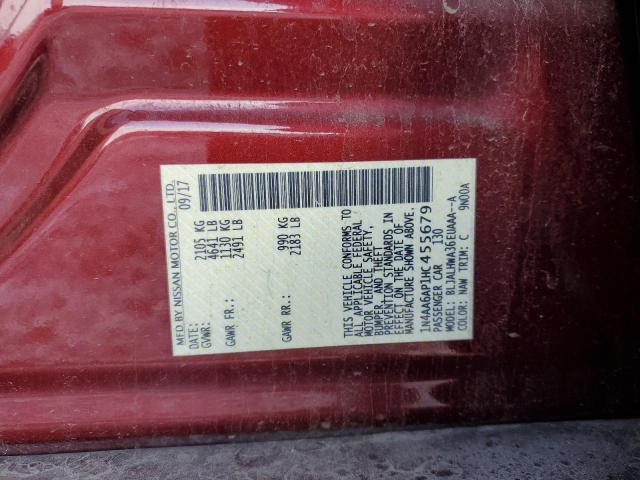 MFD BY NISSAN MOTOR CO., LTD.
DATE: 09/17
GVWR: 2105 KG
4641 LB
GAWR FR: 1130 KG
2491 LB
GAWR RR: 990 KG
2183 LB
THIS VEHICLE CONFORMS TO
ALL APPLICABLE FEDERAL
MOTOR VEHICLE SAFETY,
BUMPER, AND THEFT
PREVENTION STANDARDS IN
EFFECT ON THE DATE OF
MANUFACTURE SHOWN ABOVE.
1N4AA6AP1HC455679
PASSENGER CAR 130
MODEL: BLJALHWA36EUAAA--A
COLOR: NAW TRIM: C 9N00A